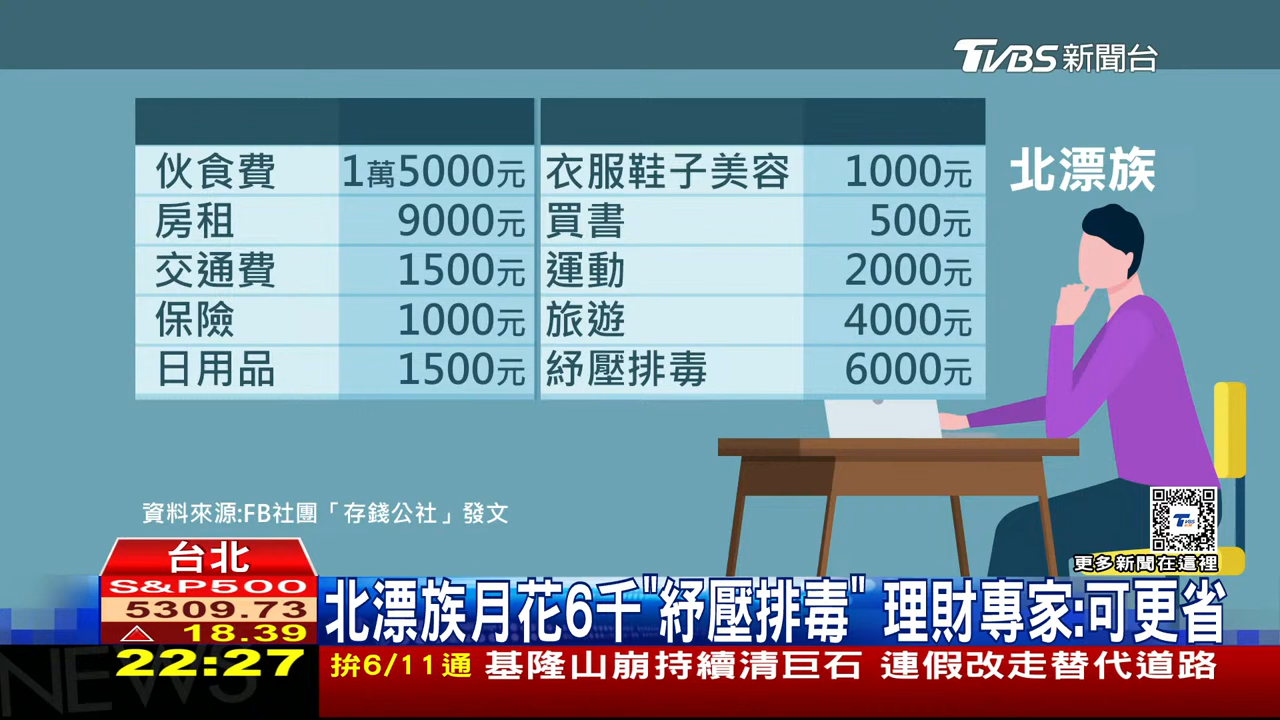 TVBS新聞台
伙食費 1萬5000元 衣服鞋子美容 1000元
房租 9000元 買書 500元
交通費 1500元 運動 2000元
保險 1000元 旅遊 4000元
日用品 1500元 紓壓排毒 6000元
北漂族
資料來源:FB社團「存錢公社」發文
TVBS
更多新聞在這裡
台北
S&P500
5309.73
18.39
北漂族月花6千"紓壓排毒" 理財專家:可更省
22:27
拚6/11通 基隆山崩持續清巨石 連假改走替代道路
NEWS